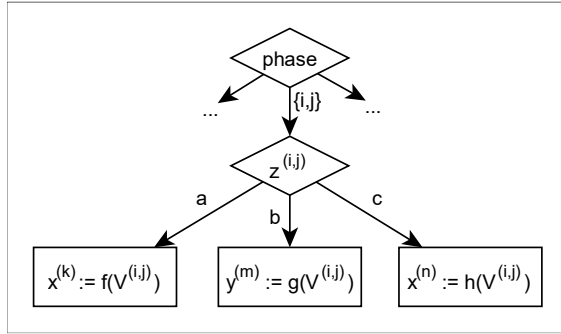 phase
... {i,j} ...
z^(i,j)
a b c
x^(k) := f(V^(i,j)) y^(m) := g(V^(i,j)) x^(n) := h(V^(i,j))